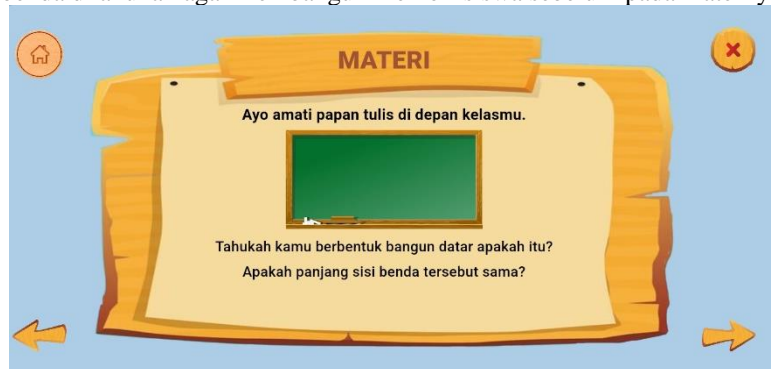 MATERI
Ayo amati papan tulis di depan kelasmu.
Tahukah kamu berbentuk bangun datar apakah itu?
Apakah panjang sisi benda tersebut sama?